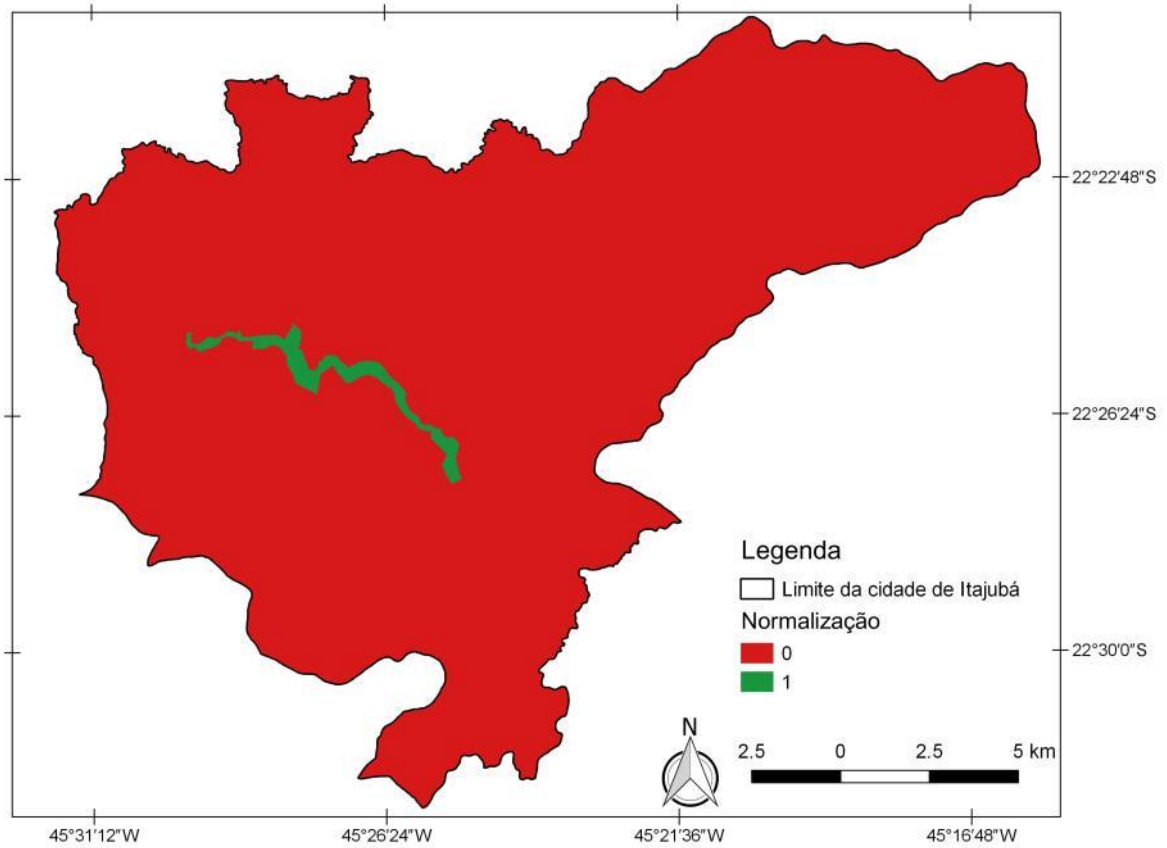 22°22'48"S
22°26'24"S
Legenda
Limite da cidade de Itajubá
Normalização
0
1
22°30'0"S
N
2.5 0 2.5 5 km
45°31'12"W 45°26'24"W 45°21'36"W 45°16'48"W